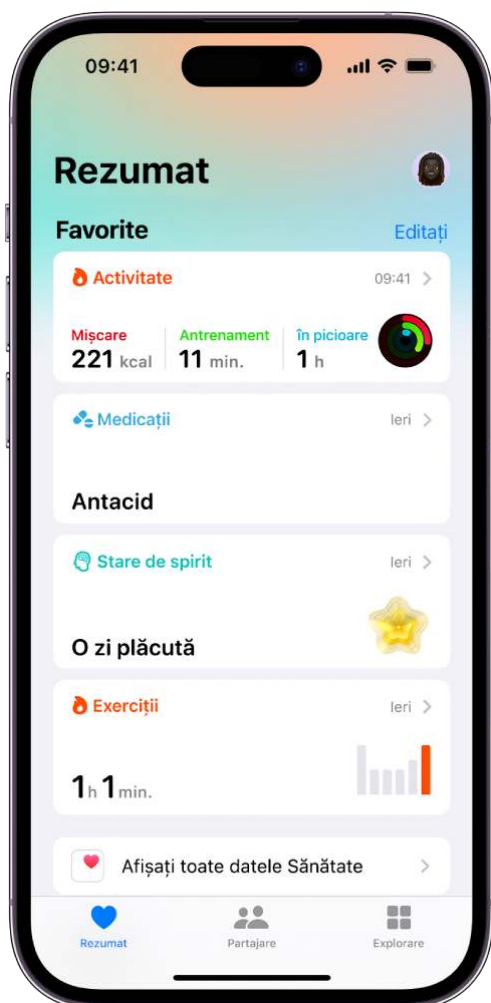 09:41
Rezumat
Favorite Editați
Activitate 09:41
Mișcare Antrenament în picioare
221 kcal 11 min. 1 h
Medicații Ieri
Antacid
Stare de spirit Ieri
O zi plăcută
Exerciții Ieri
1 h 1 min.
Afișați toate datele Sănătate
Rezumat Partajare Explorare